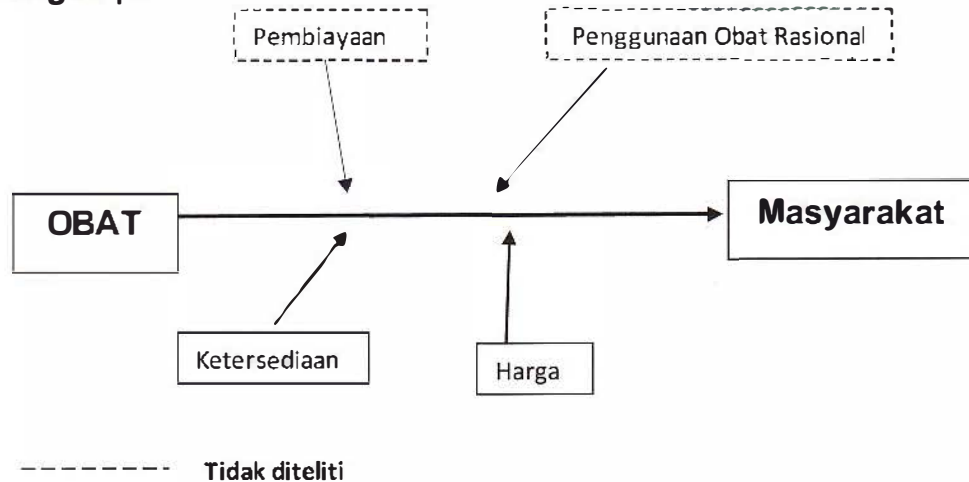 Pembiayaan
Penggunaan Obat Rasional
OBAT
Masyarakat
Ketersediaan
Harga
Tidak diteliti